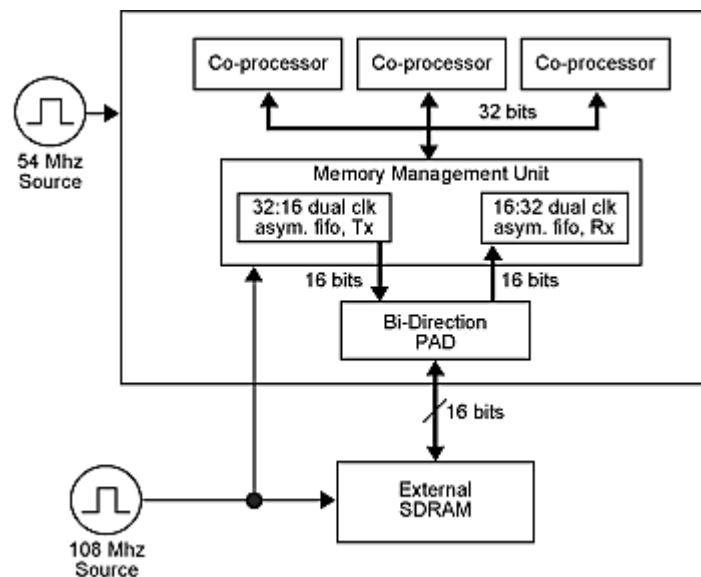 Co-processor
Co-processor
Co-processor
32 bits
54 Mhz
Source
Memory Management Unit
32:16 dual clk
asym. fifo, Tx
16:32 dual clk
asym. fifo, Rx
16 bits
16 bits
Bi-Direction
PAD
16 bits
External
SDRAM
108 Mhz
Source